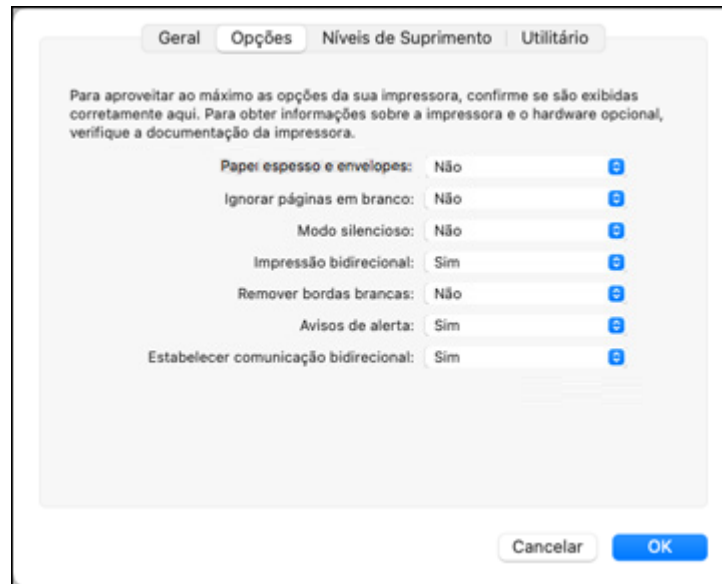 Geral Opções Níveis de Suprimento Utilitário
Para aproveitar ao máximo as opções da sua impressora, confirme se são exibidas
corretamente aqui. Para obter informações sobre a impressora e o hardware opcional,
verifique a documentação da impressora.
Papel espesso e envelopes: Não
Ignorar páginas em branco: Não
Modo silencioso: Não
Impressão bidirecional: Sim
Remover bordas brancas: Não
Avisos de alerta: Sim
Estabelecer comunicação bidirecional: Sim
Cancelar OK